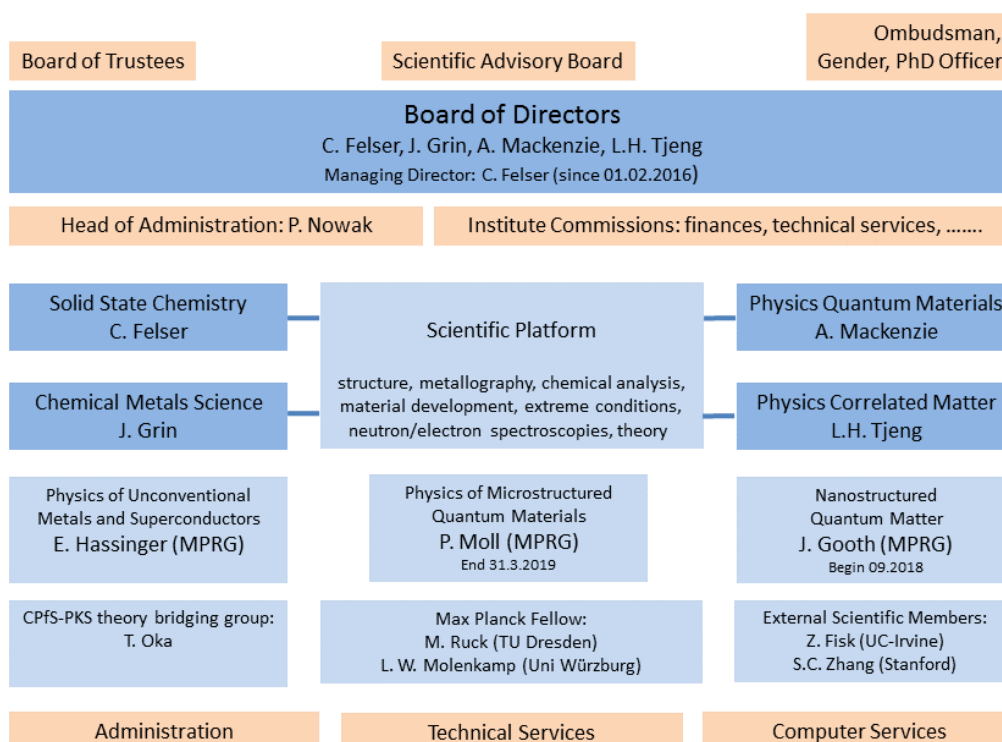 Board of Trustees
Scientific Advisory Board
Ombudsman,
Gender, PhD Officer
Board of Directors
C. Felser, J. Grin, A. Mackenzie, L.H. Tjeng
Managing Director: C. Felser (since 01.02.2016)
Head of Administration: P. Nowak
Institute Commissions: finances, technical services, .......
Solid State Chemistry
C. Felser
Scientific Platform
structure, metallography, chemical analysis,
material development, extreme conditions,
neutron/electron spectroscopies, theory
Physics Quantum Materials
A. Mackenzie
Chemical Metals Science
J. Grin
Physics Correlated Matter
L.H. Tjeng
Physics of Unconventional
Metals and Superconductors
E. Hassinger (MPRG)
Physics of Microstructured
Quantum Materials
P. Moll (MPRG)
End 31.3.2019
Nanostructured
Quantum Matter
J. Gooth (MPRG)
Begin 09.2018
CPfS-PKS theory bridging group:
T. Oka
Max Planck Fellow:
M. Ruck (TU Dresden)
L. W. Molenkamp (Uni Würzburg)
External Scientific Members:
Z. Fisk (UC-Irvine)
S.C. Zhang (Stanford)
Administration
Technical Services
Computer Services